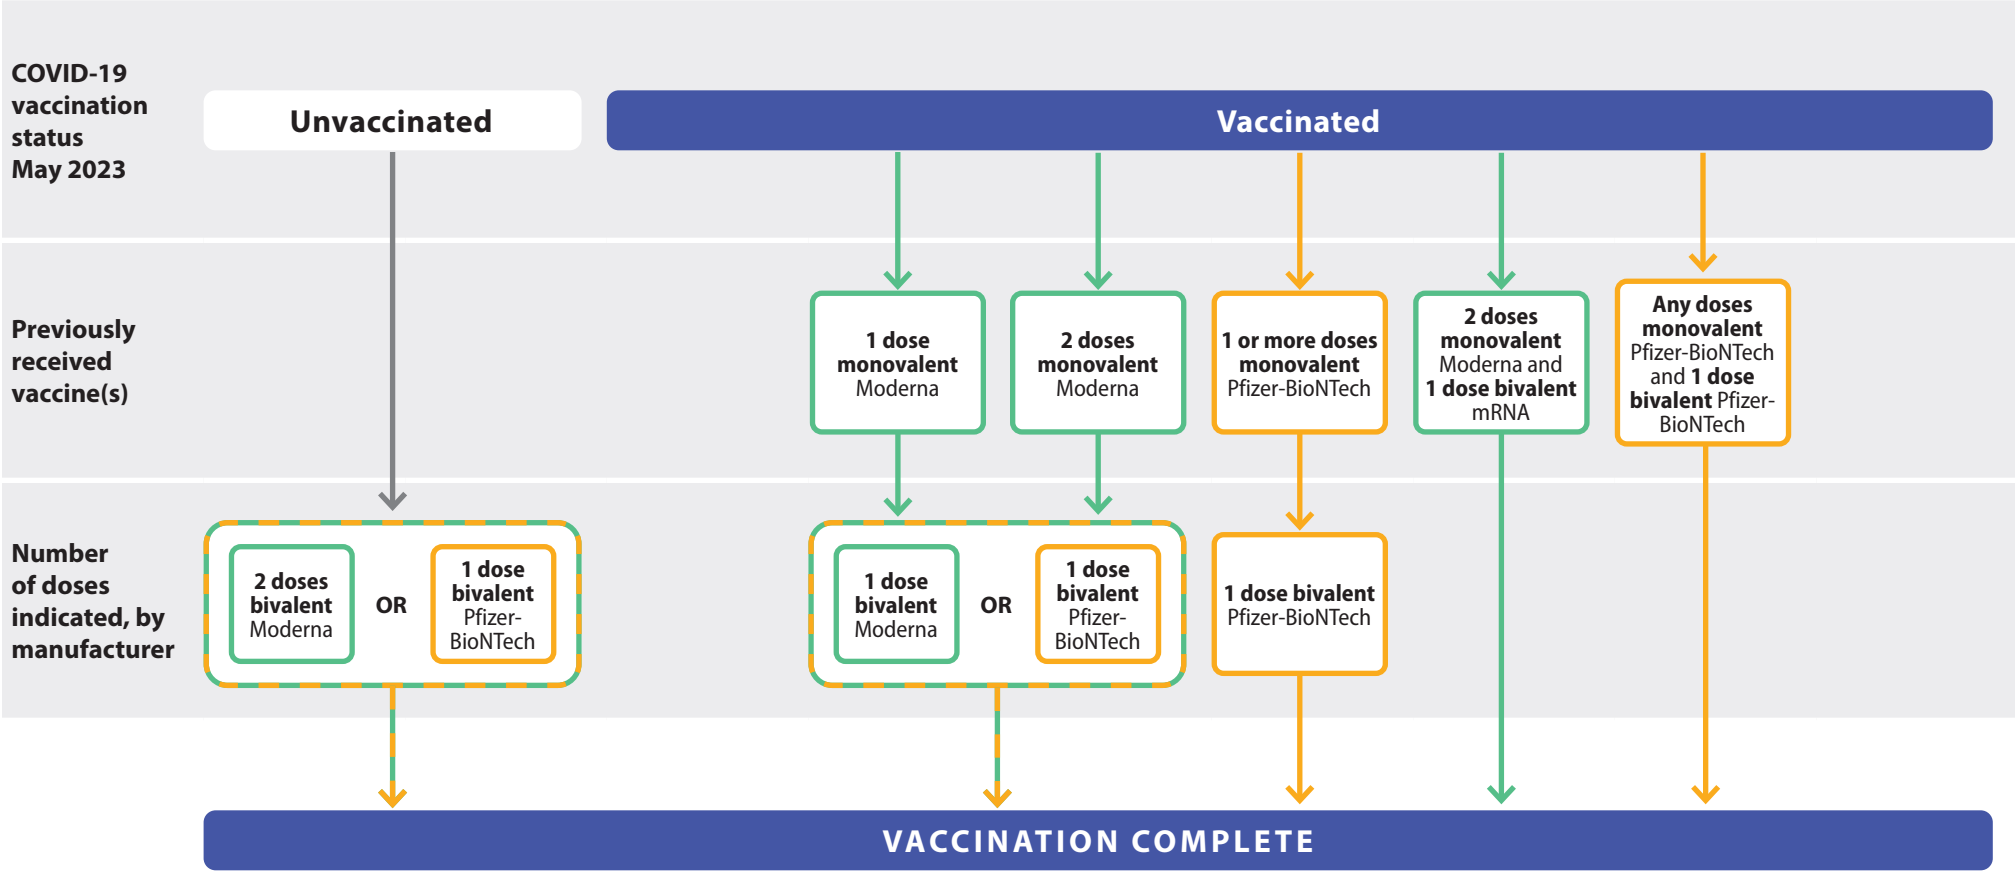 COVID-19
vaccination
status
May 2023
Unvaccinated
Vaccinated
Previously
received
vaccine(s)
1 dose
monovalent
Moderna
2 doses
monovalent
Moderna
1 or more doses
monovalent
Pfizer-BioNTech
2 doses
monovalent
Moderna and
1 dose bivalent
mRNA
Any doses
monovalent
Pfizer-BioNTech
and 1 dose
bivalent Pfizer-
BioNTech
Number
of doses
indicated, by
manufacturer
2 doses
bivalent
Moderna
OR
1 dose
bivalent
Pfizer-
BioNTech
1 dose
bivalent
Moderna
OR
1 dose
bivalent
Pfizer-
BioNTech
1 dose bivalent
Pfizer-BioNTech
VACCINATION COMPLETE